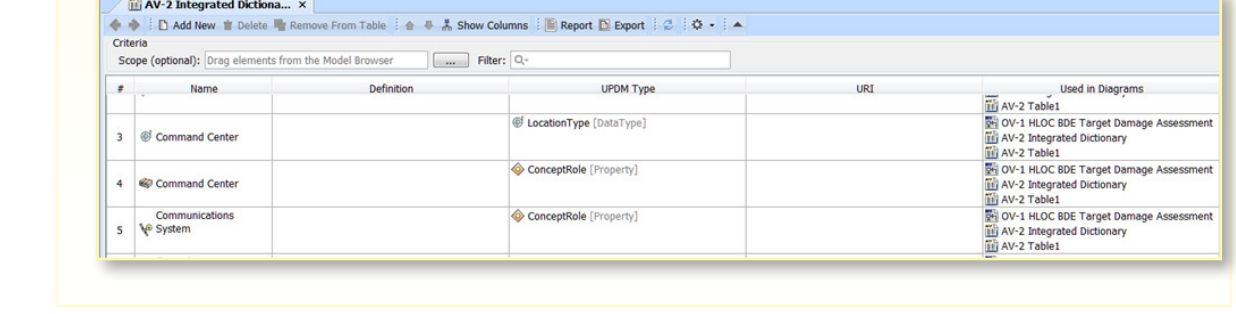 AV-2 Integrated Dictiona... ×
Add New Delete Remove From Table Show Columns Report Export
Criteria
Scope (optional): Drag elements from the Model Browser ... Filter:
# Name Definition UPDM Type URI Used in Diagrams
AV-2 Table1
3 Command Center LocationType [DataType] OV-1 HLOC BDE Target Damage Assessment
AV-2 Integrated Dictionary
AV-2 Table1
4 Command Center ConceptRole [Property] OV-1 HLOC BDE Target Damage Assessment
AV-2 Integrated Dictionary
AV-2 Table1
5 Communications System ConceptRole [Property] OV-1 HLOC BDE Target Damage Assessment
AV-2 Integrated Dictionary
AV-2 Table1